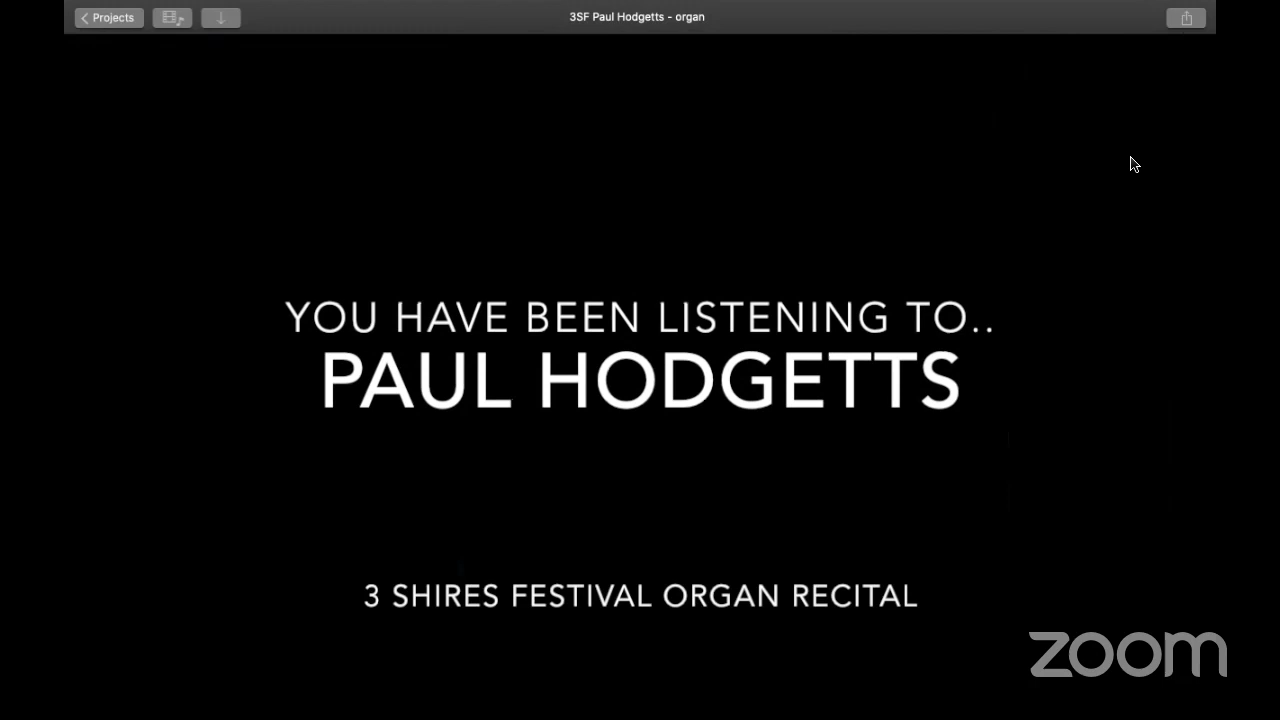 Projects
3SF Paul Hodgetts - organ
YOU HAVE BEEN LISTENING TO..
PAUL HODGETTS
3 SHIRES FESTIVAL ORGAN RECITAL
zoom